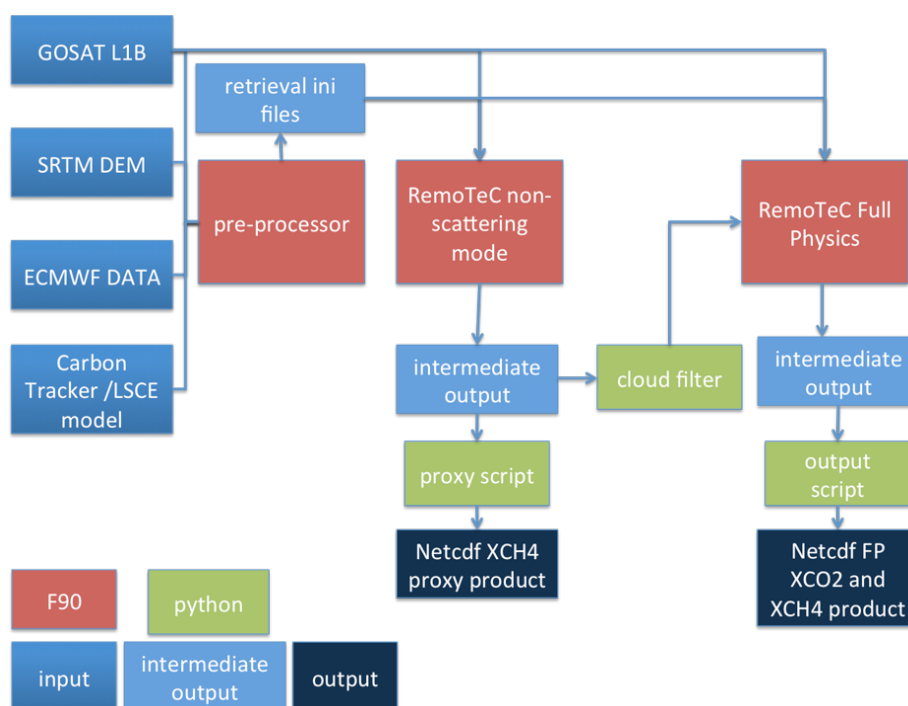 GOSAT L1B
retrieval ini
files
SRTM DEM
pre-processor
RemoTeC non-
scattering
mode
RemoTeC Full
Physics
ECMWF DATA
Carbon
Tracker /LSCE
model
intermediate
output
cloud filter
intermediate
output
proxy script
output
script
Netcdf XCH4
proxy product
Netcdf FP
XCO2 and
XCH4 product
F90
python
input
intermediate
output
output